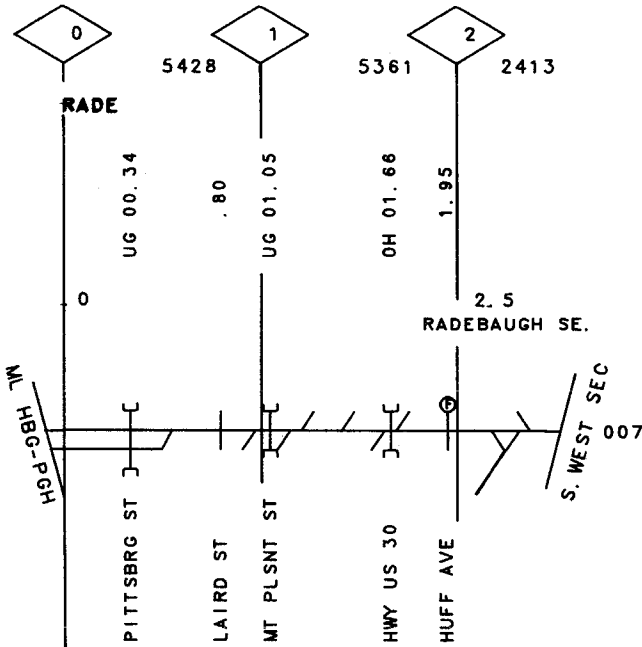 0
1
2
5428
5361
2413
RADE
UG 00.34
.80
UG 01.05
OH 01.66
1.95
0
2.5
RADEBAUGH SE.
ML HBG-PGH
F
S. WEST SEC
007
PITTSBRG ST
LAIRD ST
MT PLSNT ST
HWY US 30
HUFF AVE